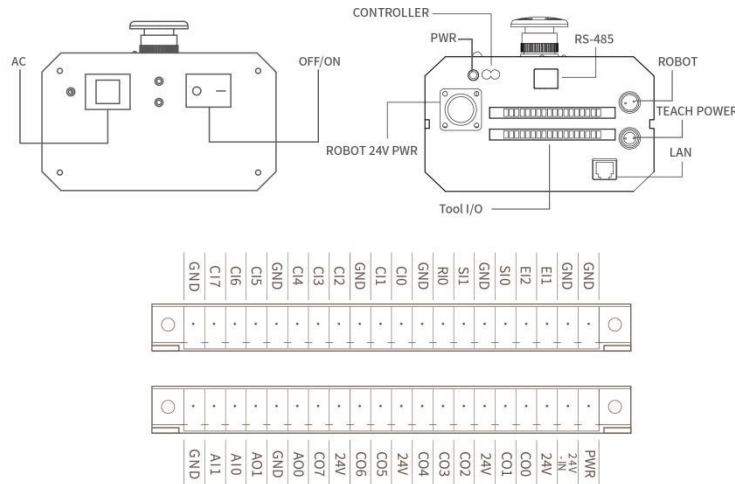 CONTROLLER
PWR
RS-485
AC
OFF/ON
ROBOT
TEACH POWER
ROBOT 24V PWR
LAN
Tool I/O
GND CI7 CI6 CI5 GND CI4 CI3 CI2 GND CI1 CI0 GND RI0 SI1 GND SI0 EI2 EI1 GND GND
GND AI1 AI0 AO1 GND AO0 CO7 24V CO6 CO5 24V CO4 CO3 CO2 24V CO1 CO0 24V 24V-IN PWR